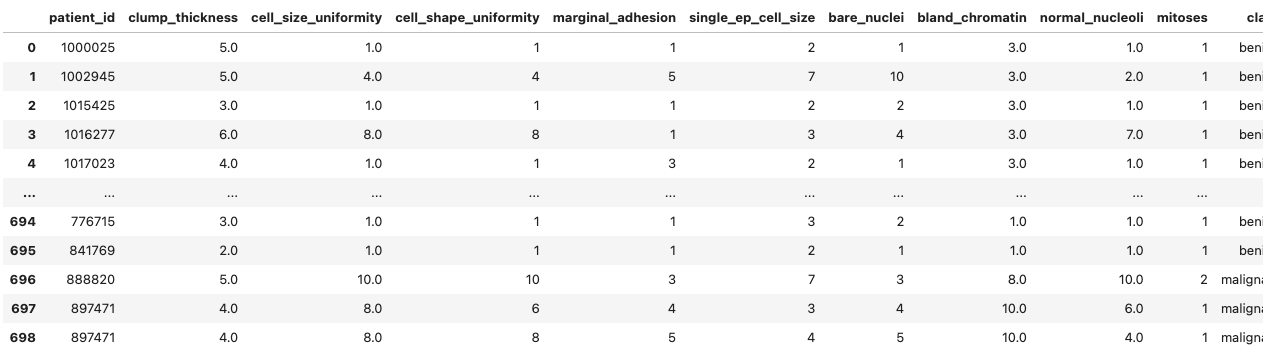 patient_id clump_thickness cell_size_uniformity cell_shape_uniformity marginal_adhesion single_ep_cell_size bare_nuclei bland_chromatin normal_nucleoli mitoses cla
0 1000025 5.0 1.0 1 1 2 1 3.0 1.0 1 beni
1 1002945 5.0 4.0 4 5 7 10 3.0 2.0 1 beni
2 1015425 3.0 1.0 1 1 2 2 3.0 1.0 1 beni
3 1016277 6.0 8.0 8 1 3 4 3.0 7.0 1 beni
4 1017023 4.0 1.0 1 3 2 1 3.0 1.0 1 beni
... ... ... ... ... ... ... ... ... ... ...
694 776715 3.0 1.0 1 1 3 2 1.0 1.0 1 beni
695 841769 2.0 1.0 1 1 2 1 1.0 1.0 1 beni
696 888820 5.0 10.0 10 3 7 3 8.0 10.0 2 maligna
697 897471 4.0 8.0 6 4 3 4 10.0 6.0 1 maligna
698 897471 4.0 8.0 8 5 4 5 10.0 4.0 1 maligna